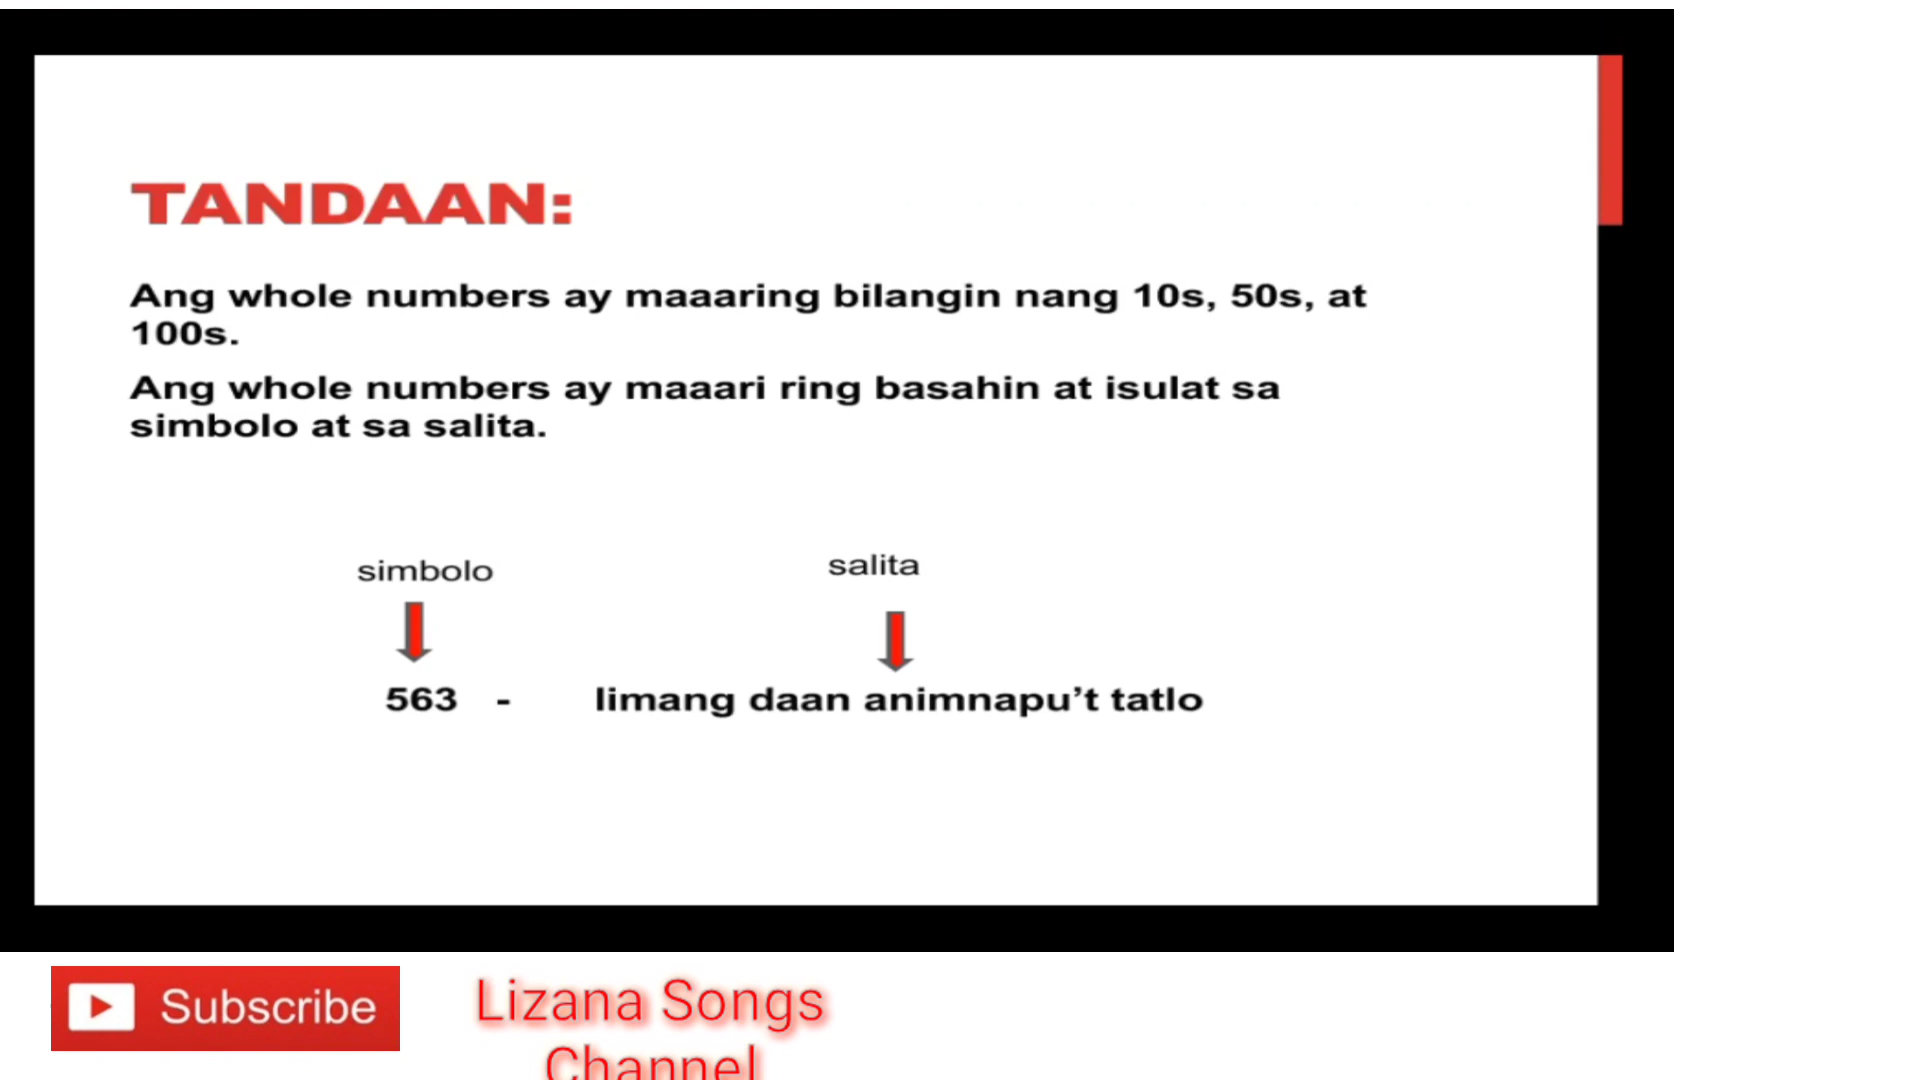 TANDAAN:
Ang whole numbers ay maaaring bilangin nang 10s, 50s, at
100s.
Ang whole numbers ay maaari ring basahin at isulat sa
simbolo at sa salita.
simbolo
salita
563 - limang daan animnapu’t tatlo
Subscribe
Lizana Songs
Channel